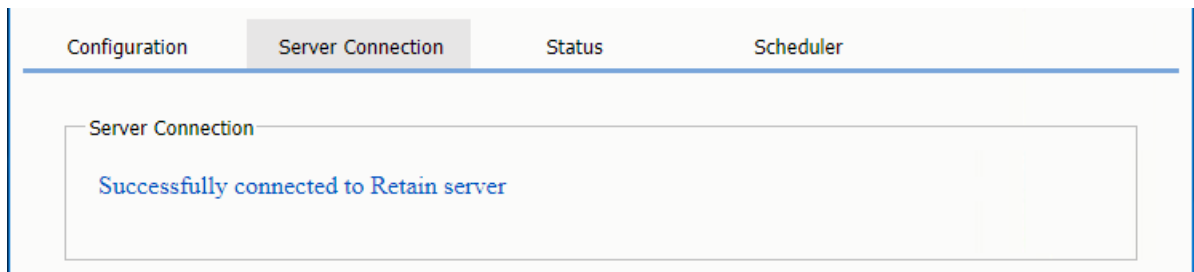 Configuration Server Connection Status Scheduler
Server Connection
Successfully connected to Retain server